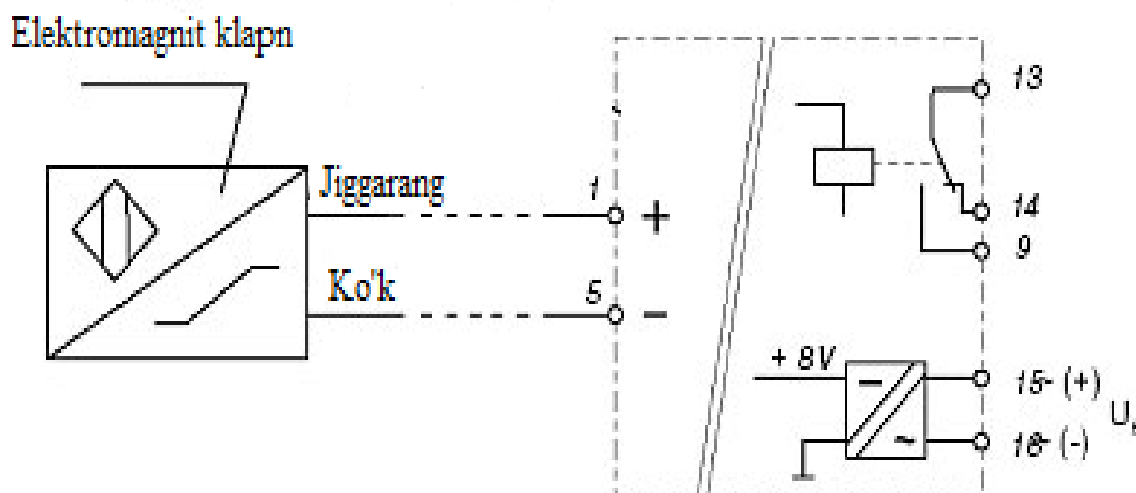 Elektromagnit klapn
Jiggarang
Ko'k
1
+
5
-
13
14
9
+ 8V
15~ (+)
16~ (-)